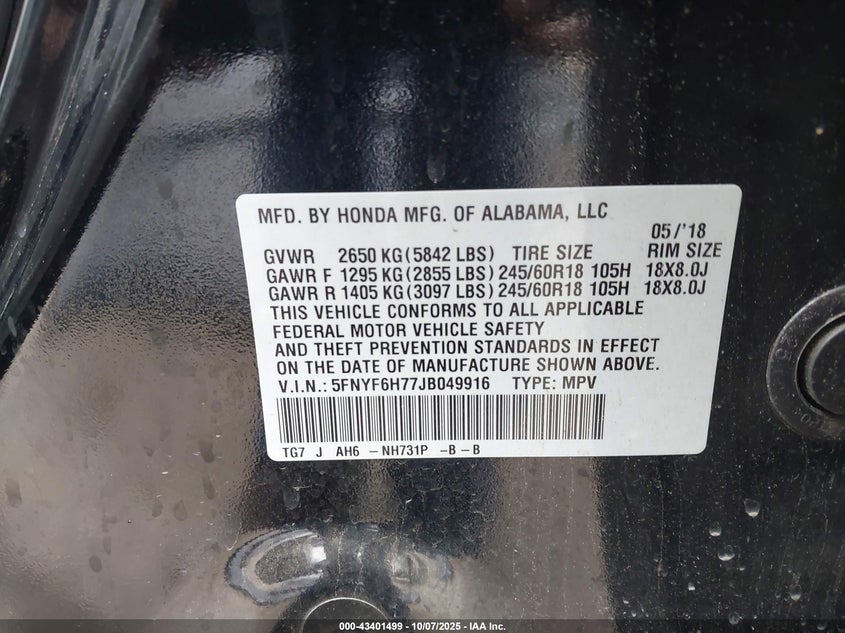 MFD. BY HONDA MFG. OF ALABAMA, LLC
05/'18
GVWR 2650 KG(5842 LBS) TIRE SIZE RIM SIZE
GAWR F 1295 KG(2855 LBS) 245/60R18 105H 18X8.0J
GAWR R 1405 KG(3097 LBS) 245/60R18 105H 18X8.0J
THIS VEHICLE CONFORMS TO ALL APPLICABLE
FEDERAL MOTOR VEHICLE SAFETY
AND THEFT PREVENTION STANDARDS IN EFFECT
ON THE DATE OF MANUFACTURE SHOWN ABOVE.
V.I.N.: 5FNYF6H77JB049916 TYPE: MPV
TG7 J AH6 - NH731P -B - B
000-43401499 - 10/07/2025 - IAA Inc.